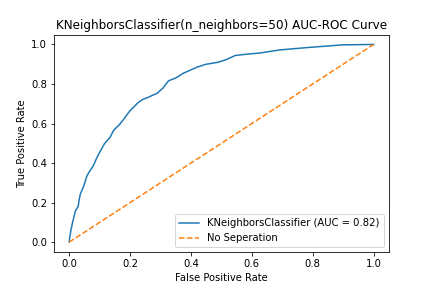 KNeighborsClassifier(n_neighbors=50) AUC-ROC Curve
1.0
0.8
0.6
0.4
0.2
0.0
True Positive Rate
KNeighborsClassifier (AUC = 0.82)
No Seperation
0.0 0.2 0.4 0.6 0.8 1.0
False Positive Rate